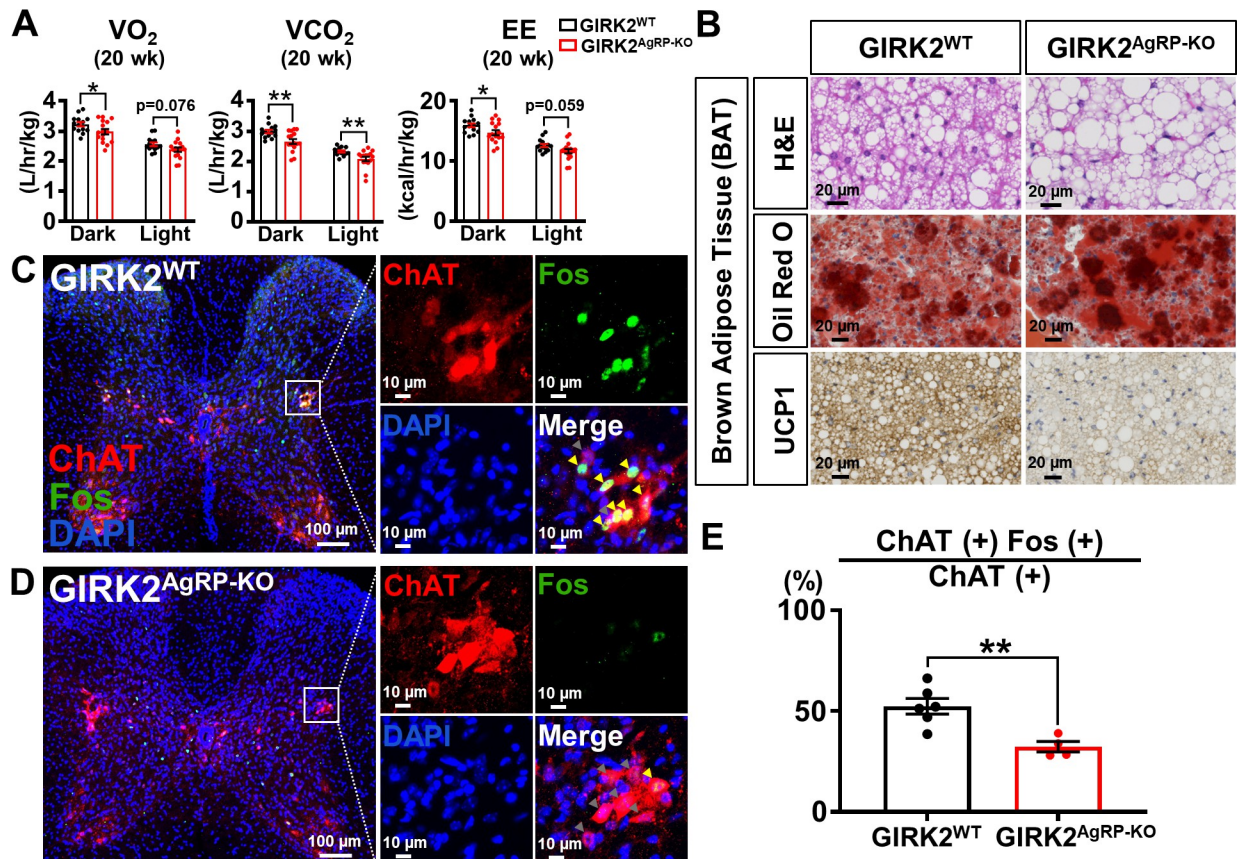 A
VO2
(20 wk)
VCO2
(20 wk)
EE
(20 wk)
GIRK2WT
GIRK2AgRP-KO
(L/hr/kg)
4
3
2
1
0
*
p=0.076
Dark
Light
(L/hr/kg)
4
3
2
1
0
**
**
Dark
Light
(kcal/hr/kg)
20
10
0
*
p=0.059
Dark
Light
B
GIRK2WT
GIRK2AgRP-KO
Brown Adipose Tissue (BAT)
H&E
20 µm
20 µm
Oil Red O
20 µm
20 µm
UCP1
20 µm
20 µm
C
GIRK2WT
ChAT
Fos
DAPI
100 µm
ChAT
10 µm
Fos
10 µm
DAPI
10 µm
Merge
10 µm
D
GIRK2AgRP-KO
100 µm
ChAT
10 µm
Fos
10 µm
DAPI
10 µm
Merge
10 µm
E
ChAT (+) Fos (+)
ChAT (+)
(%)
100
50
0
**
GIRK2WT
GIRK2AgRP-KO